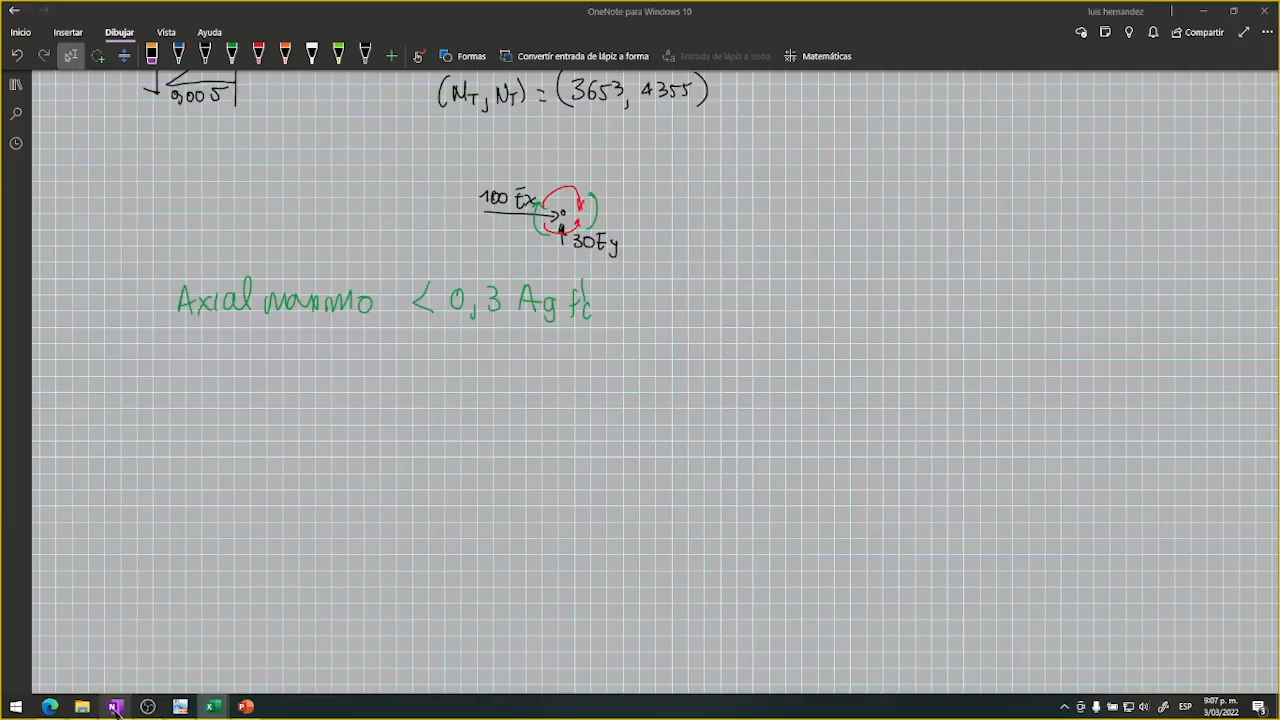 OneNote para Windows 10
luis hernandez
Inicio
Insertar
Dibujar
Vista
Ayuda
Compartir
Formas
Convertir entrada de lápiz a forma
Entrada de lápiz a texto
Matemáticas
0,005
(MT, NT) = (3653, 4355)
100 Ex
30Ey
Axial maximo < 0,3 Ag f'c
ESP
9:07 p. m.
3/03/2022
3